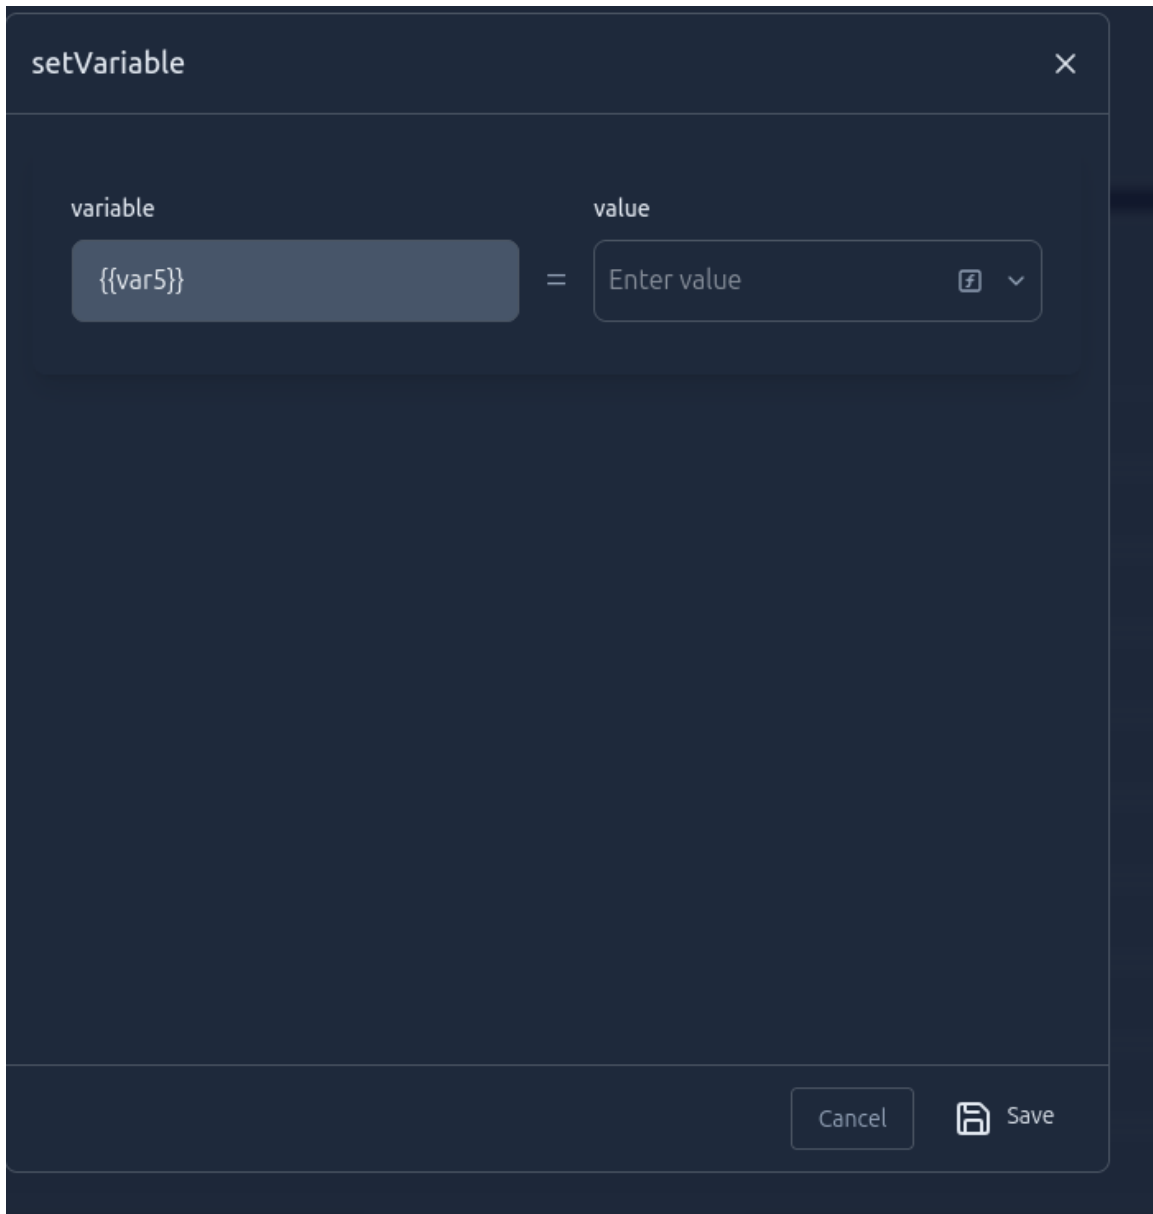 setVariable
variable
value
{{var5}}
=
Enter value
Cancel
Save